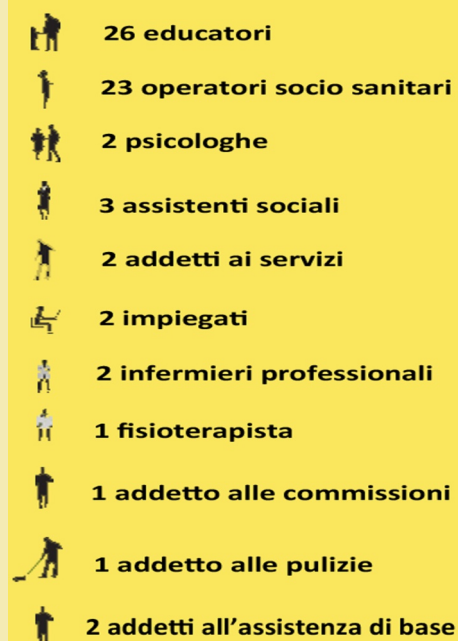 26 educatori
23 operatori socio sanitari
2 psicologhe
3 assistenti sociali
2 addetti ai servizi
2 impiegati
2 infermieri professionali
1 fisioterapista
1 addetto alle commissioni
1 addetto alle pulizie
2 addetti all’assistenza di base